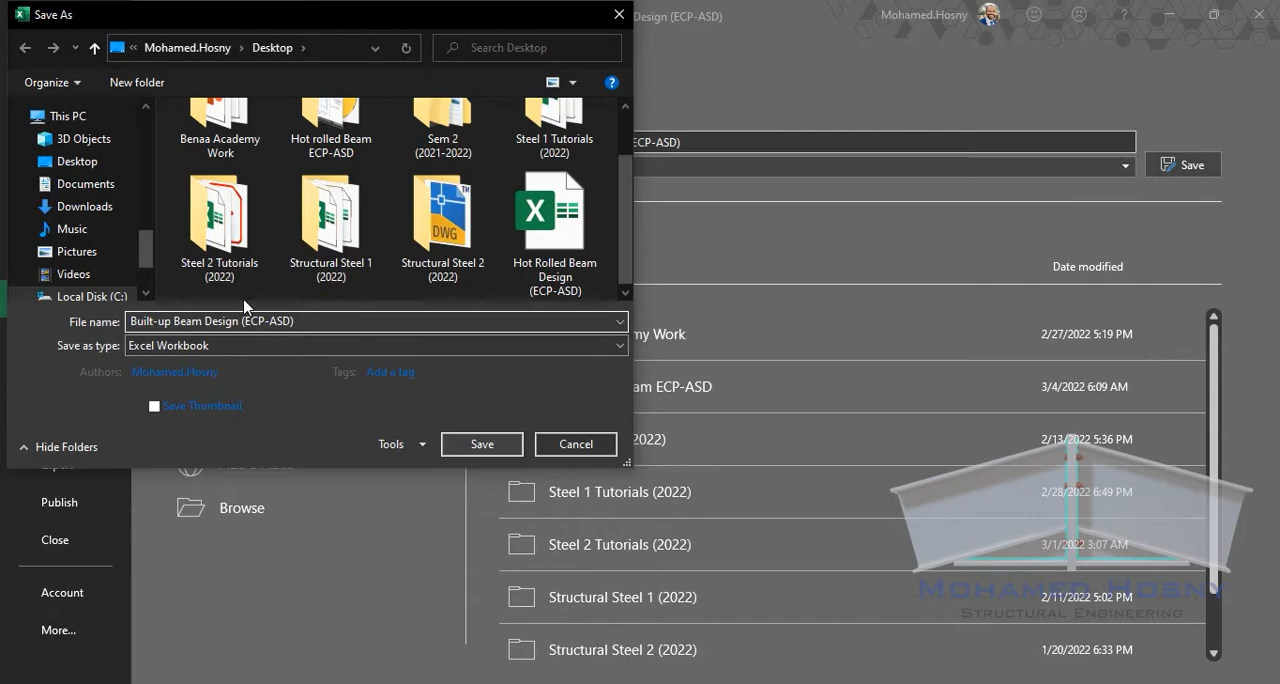 Save As
Design (ECP-ASD)
Mohamed.Hosny
?
« Mohamed.Hosny › Desktop ›
Search Desktop
Organize
New folder
?
This PC
3D Objects
Desktop
Documents
Downloads
Music
Pictures
Videos
Local Disk (C:)
Benaa Academy
Work
Hot rolled Beam
ECP-ASD
Sem 2
(2021-2022)
Steel 1 Tutorials
(2022)
Steel 2 Tutorials
(2022)
Structural Steel 1
(2022)
DWG
Structural Steel 2
(2022)
X
Hot Rolled Beam
Design
(ECP-ASD)
File name: Built-up Beam Design (ECP-ASD)
Save as type: Excel Workbook
Authors: Mohamed.Hosny
Tags: Add a tag
Save Thumbnail
Hide Folders
Tools
Save
Cancel
ECP-ASD)
Save
Date modified
my Work 2/27/2022 5:19 PM
am ECP-ASD 3/4/2022 6:09 AM
2022) 2/13/2022 5:36 PM
Steel 1 Tutorials (2022) 2/28/2022 6:49 PM
Steel 2 Tutorials (2022) 3/1/2022 3:07 AM
Structural Steel 1 (2022) 2/11/2022 5:02 PM
Structural Steel 2 (2022) 1/20/2022 6:33 PM
Browse
Publish
Close
Account
More...
MOHAMED HOSNY
STRUCTURAL ENGINEERING